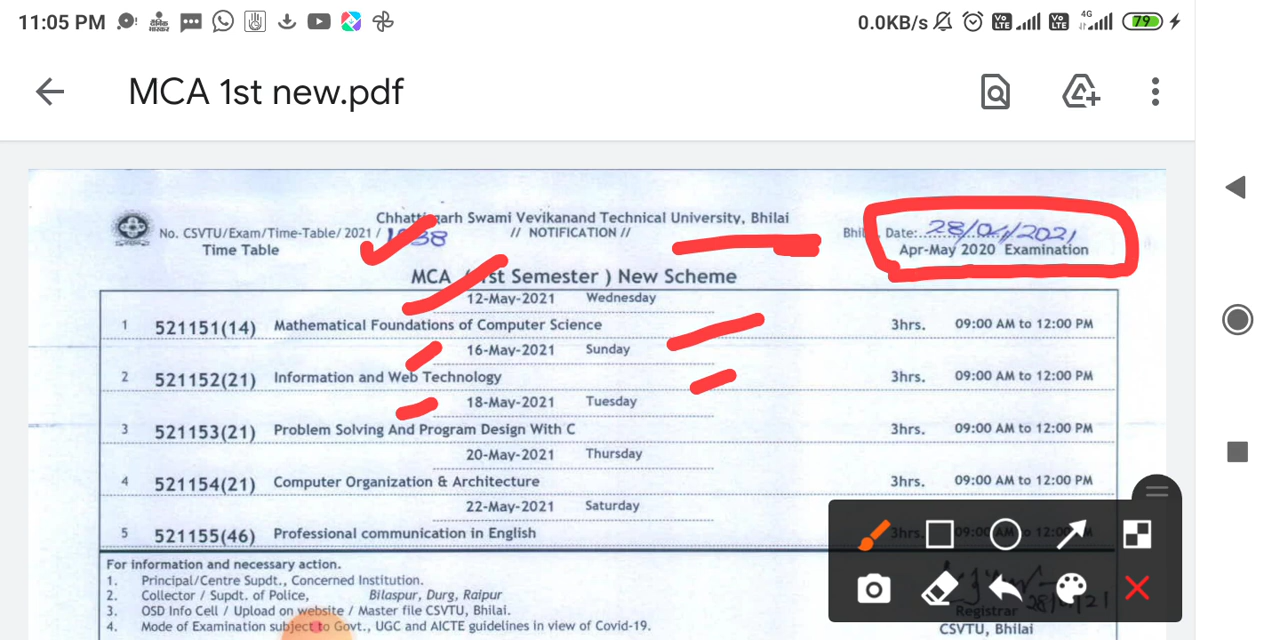 11:05 PM
0.0KB/s
4G
79
MCA 1st new.pdf
Chhattisgarh Swami Vevikanand Technical University, Bhilai
No. CSVTU/Exam/Time-Table/ 2021 /
// NOTIFICATION //
Date: 28/04/2021
Time Table
Apr-May 2020 Examination
MCA (1st Semester ) New Scheme
12-May-2021 Wednesday
1 521151(14) Mathematical Foundations of Computer Science 3hrs. 09:00 AM to 12:00 PM
16-May-2021 Sunday
2 521152(21) Information and Web Technology 3hrs. 09:00 AM to 12:00 PM
18-May-2021 Tuesday
3 521153(21) Problem Solving And Program Design With C 3hrs. 09:00 AM to 12:00 PM
20-May-2021 Thursday
4 521154(21) Computer Organization & Architecture 3hrs. 09:00 AM to 12:00 PM
22-May-2021 Saturday
5 521155(46) Professional communication in English 3hrs.
For information and necessary action.
1. Principal/Centre Supdt., Concerned Institution.
2. Collector / Supdt. of Police, Bilaspur, Durg, Raipur
3. OSD Info Cell / Upload on website / Master file CSVTU, Bhilai.
4. Mode of Examination subject to Govt., UGC and AICTE guidelines in view of Covid-19.
Registrar
CSVTU, Bhilai